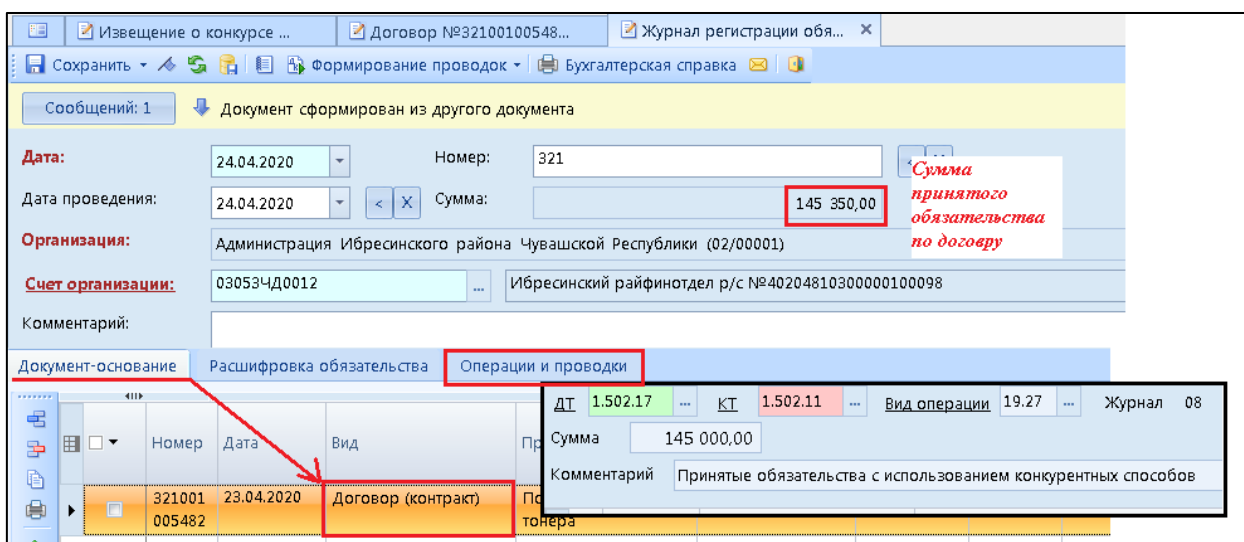 Извещение о конкурсе ...
Договор №32100100548...
Журнал регистрации обя... x
Сохранить
Формирование проводок
Бухгалтерская справка
Сообщений: 1
Документ сформирован из другого документа
Дата:
24.04.2020
Номер:
321
Дата проведения:
24.04.2020
< X
Сумма:
145 350,00
Сумма
принятого
обязательства
по договру
Организация:
Администрация Ибресинского района Чувашской Республики (02/00001)
Счет организации:
03053ЧД0012
...
Ибресинский райфинотдел р/с №40204810300000100098
Комментарий:
Документ-основание
Расшифровка обязательства
Операции и проводки
ДТ 1.502.17 ... КТ 1.502.11 ... Вид операции 19.27 ... Журнал 08
Сумма 145 000,00
Комментарий Принятые обязательства с использованием конкурентных способов
Номер
Дата
Вид
321001
005482
23.04.2020
Договор (контракт)
тонера